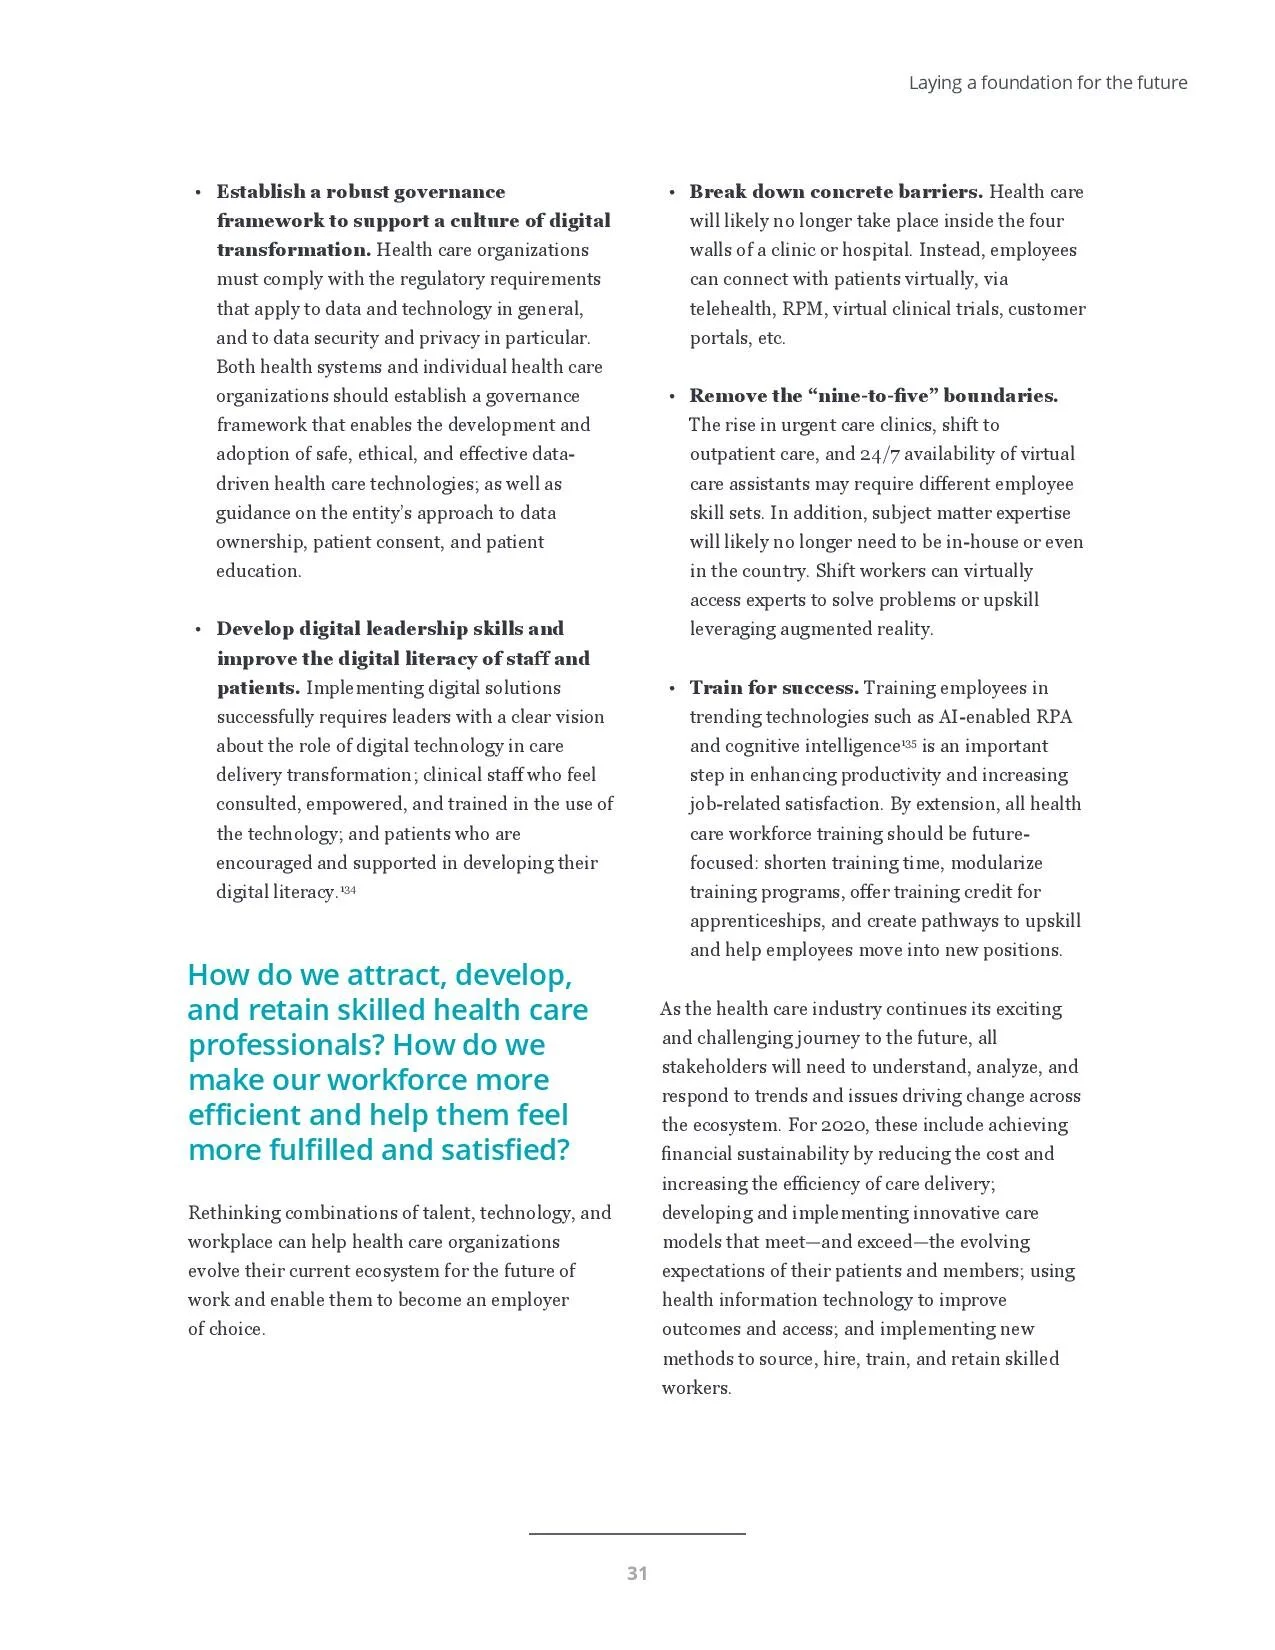 Laying a foundation for the future
• Establish a robust governance
framework to support a culture of digital
transformation. Health care organizations
must comply with the regulatory requirements
that apply to data and technology in general,
and to data security and privacy in particular.
Both health systems and individual health care
organizations should establish a governance
framework that enables the development and
adoption of safe, ethical, and effective data-
driven health care technologies; as well as
guidance on the entity’s approach to data
ownership, patient consent, and patient
education.
• Develop digital leadership skills and
improve the digital literacy of staff and
patients. Implementing digital solutions
successfully requires leaders with a clear vision
about the role of digital technology in care
delivery transformation; clinical staff who feel
consulted, empowered, and trained in the use of
the technology; and patients who are
encouraged and supported in developing their
digital literacy.¹³⁴
How do we attract, develop,
and retain skilled health care
professionals? How do we
make our workforce more
efficient and help them feel
more fulfilled and satisfied?
Rethinking combinations of talent, technology, and
workplace can help health care organizations
evolve their current ecosystem for the future of
work and enable them to become an employer
of choice.
• Break down concrete barriers. Health care
will likely no longer take place inside the four
walls of a clinic or hospital. Instead, employees
can connect with patients virtually, via
telehealth, RPM, virtual clinical trials, customer
portals, etc.
• Remove the “nine-to-five” boundaries.
The rise in urgent care clinics, shift to
outpatient care, and 24/7 availability of virtual
care assistants may require different employee
skill sets. In addition, subject matter expertise
will likely no longer need to be in-house or even
in the country. Shift workers can virtually
access experts to solve problems or upskill
leveraging augmented reality.
• Train for success. Training employees in
trending technologies such as AI-enabled RPA
and cognitive intelligence¹³⁵ is an important
step in enhancing productivity and increasing
job-related satisfaction. By extension, all health
care workforce training should be future-
focused: shorten training time, modularize
training programs, offer training credit for
apprenticeships, and create pathways to upskill
and help employees move into new positions.
As the health care industry continues its exciting
and challenging journey to the future, all
stakeholders will need to understand, analyze, and
respond to trends and issues driving change across
the ecosystem. For 2020, these include achieving
financial sustainability by reducing the cost and
increasing the efficiency of care delivery;
developing and implementing innovative care
models that meet—and exceed—the evolving
expectations of their patients and members; using
health information technology to improve
outcomes and access; and implementing new
methods to source, hire, train, and retain skilled
workers.
31